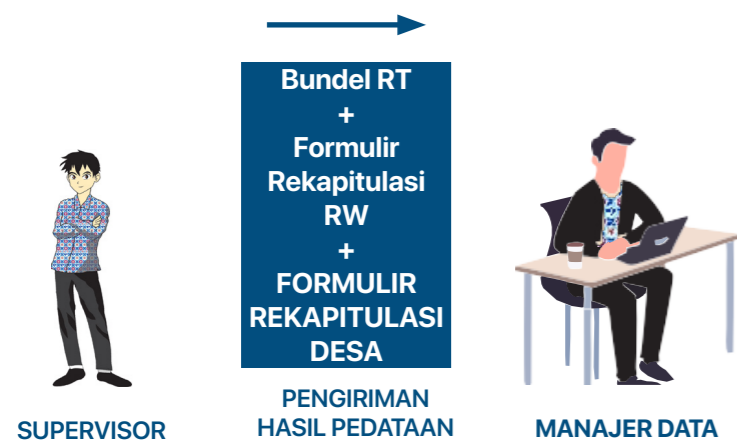 Bundel RT
+
Formulir
Rekapitulasi
RW
+
FORMULIR
REKAPITULASI
DESA
PENGIRIMAN
HASIL PEDATAAN
SUPERVISOR
MANAJER DATA